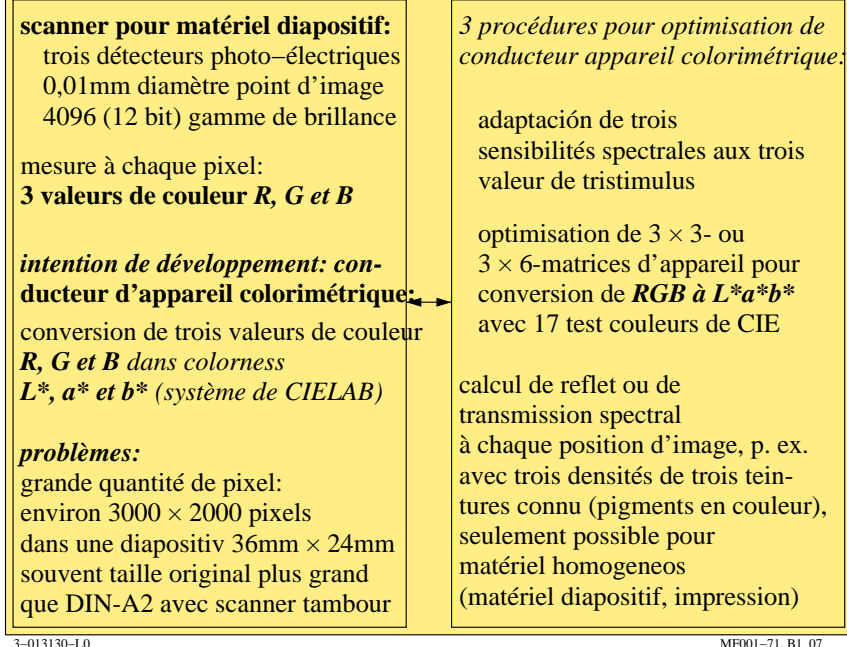 scanner pour matériel diapositif:
trois détecteurs photo−électriques
0,01mm diamètre point d'image
4096 (12 bit) gamme de brillance
mesure à chaque pixel:
3 valeurs de couleur R, G et B
intention de développement: con-
ducteur d'appareil colorimétrique:
conversion de trois valeurs de couleur
R, G et B dans colorness
L*, a* et b* (système de CIELAB)
problèmes:
grande quantité de pixel:
environ 3000 × 2000 pixels
dans une diapositiv 36mm × 24mm
souvent taille original plus grand
que DIN-A2 avec scanner tambour
3 procédures pour optimisation de
conducteur appareil colorimétrique:
adaptación de trois
sensibilités spectrales aux trois
valeur de tristimulus
optimisation de 3 × 3- ou
3 × 6-matrices d'appareil pour
conversion de RGB à L*a*b*
avec 17 test couleurs de CIE
calcul de reflet ou de
transmission spectral
à chaque position d'image, p. ex.
avec trois densités de trois tein-
tures connu (pigments en couleur),
seulement possible pour
matériel homogeneos
(matériel diapositif, impression)
3−013130−L0
MF001−71, B1_07